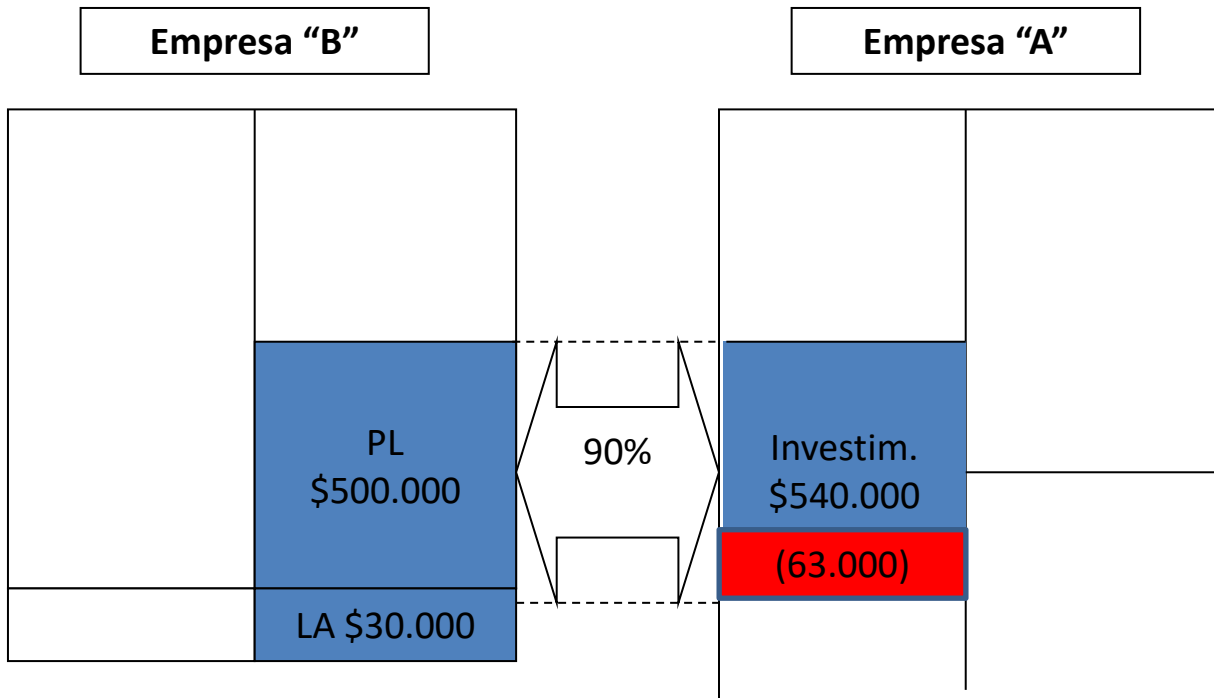 Empresa “B”
Empresa “A”
PL
$500.000
LA $30.000
90%
Investim.
$540.000
(63.000)